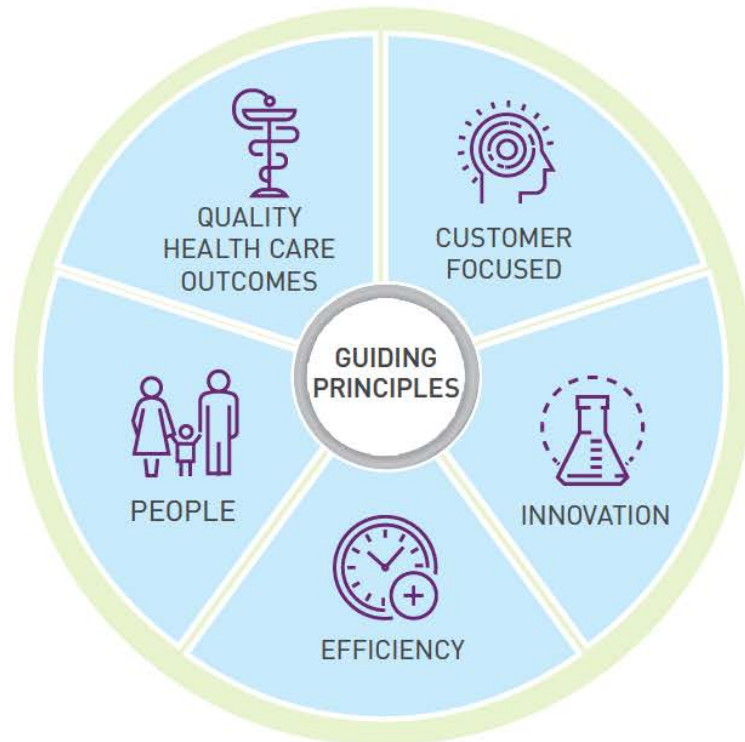 QUALITY
HEALTH CARE
OUTCOMES
CUSTOMER
FOCUSED
GUIDING
PRINCIPLES
PEOPLE
INNOVATION
EFFICIENCY